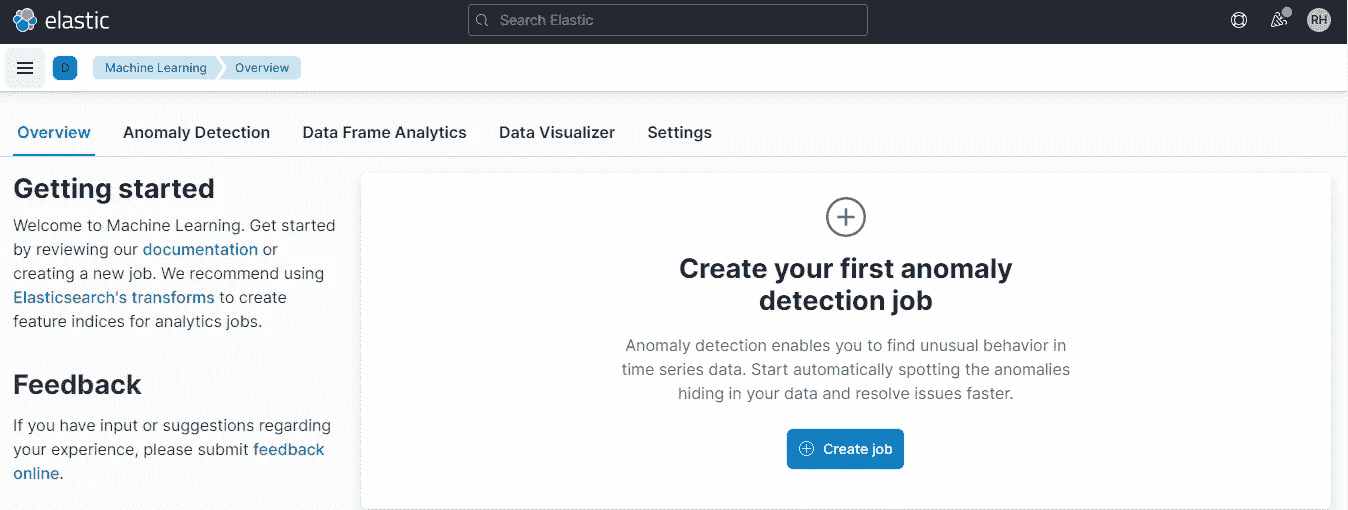 elastic
Search Elastic
RH
D
Machine Learning
Overview
Overview
Anomaly Detection
Data Frame Analytics
Data Visualizer
Settings
Getting started
Welcome to Machine Learning. Get started
by reviewing our documentation or
creating a new job. We recommend using
Elasticsearch's transforms to create
feature indices for analytics jobs.
Feedback
If you have input or suggestions regarding
your experience, please submit feedback
online.
Create your first anomaly
detection job
Anomaly detection enables you to find unusual behavior in
time series data. Start automatically spotting the anomalies
hiding in your data and resolve issues faster.
Create job